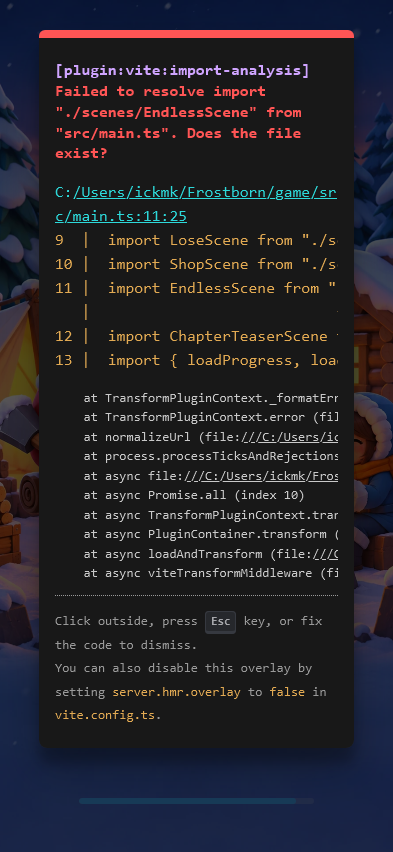 [plugin:vite:import-analysis]
Failed to resolve import
"./scenes/EndlessScene" from
"src/main.ts". Does the file
exist?
C:/Users/ickmk/Frostborn/game/sr
c/main.ts:11:25
9 | import LoseScene from "./s
10 | import ShopScene from "./s
11 | import EndlessScene from "
|
12 | import ChapterTeaserScene
13 | import { loadProgress, loa
at TransformPluginContext._formatErr
at TransformPluginContext.error (fil
at normalizeUrl (file:///C:/Users/ic
at process.processTicksAndRejections
at async file:///C:/Users/ickmk/Fros
at async Promise.all (index 10)
at async TransformPluginContext.tran
at async PluginContainer.transform (
at async loadAndTransform (file:///C
at async viteTransformMiddleware (fi
Click outside, press Esc key, or fix
the code to dismiss.
You can also disable this overlay by
setting server.hmr.overlay to false in
vite.config.ts.